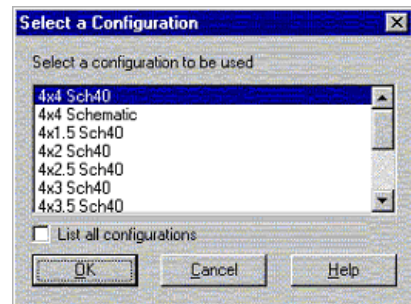 Select a Configuration
Select a configuration to be used
4x4 Sch40
4x4 Schematic
4x1.5 Sch40
4x2 Sch40
4x2.5 Sch40
4x3 Sch40
4x3.5 Sch40
List all configurations
OK Cancel Help